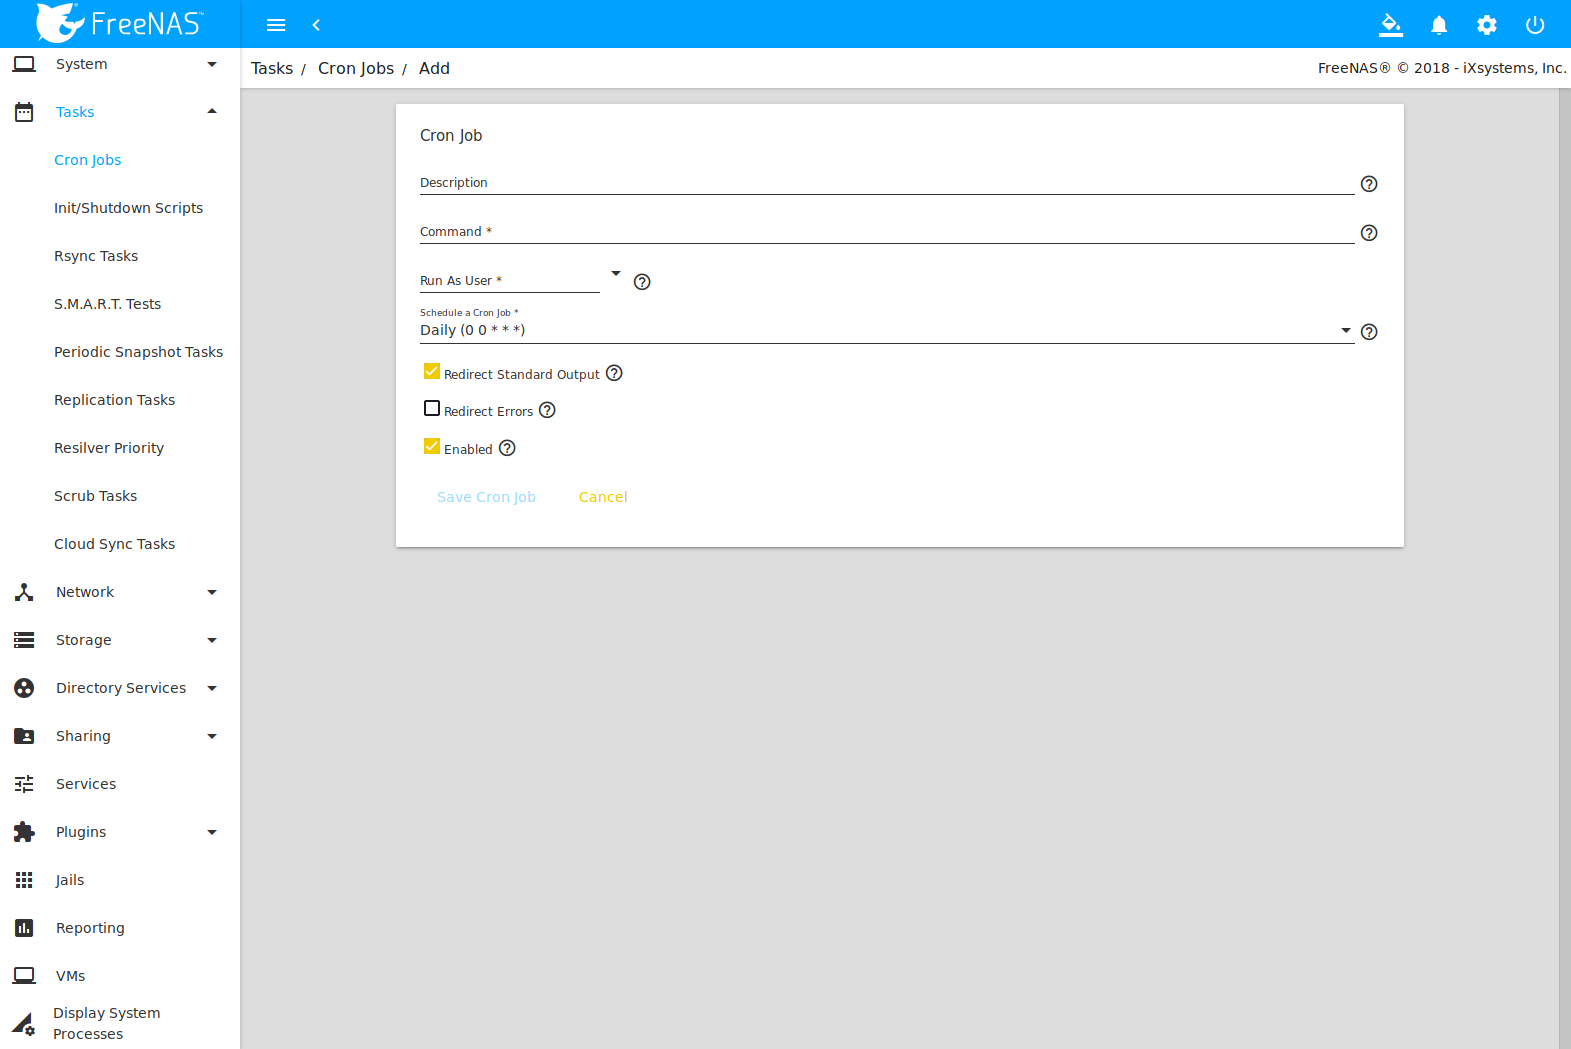 FreeNAS™
System
Tasks
Cron Jobs
Init/Shutdown Scripts
Rsync Tasks
S.M.A.R.T. Tests
Periodic Snapshot Tasks
Replication Tasks
Resilver Priority
Scrub Tasks
Cloud Sync Tasks
Network
Storage
Directory Services
Sharing
Services
Plugins
Jails
Reporting
VMs
Display System
Processes
Tasks / Cron Jobs / Add
FreeNAS® © 2018 - iXsystems, Inc.
Cron Job
Description
Command *
Run As User *
Schedule a Cron Job *
Daily (0 0 * * *)
Redirect Standard Output
Redirect Errors
Enabled
Save Cron Job Cancel